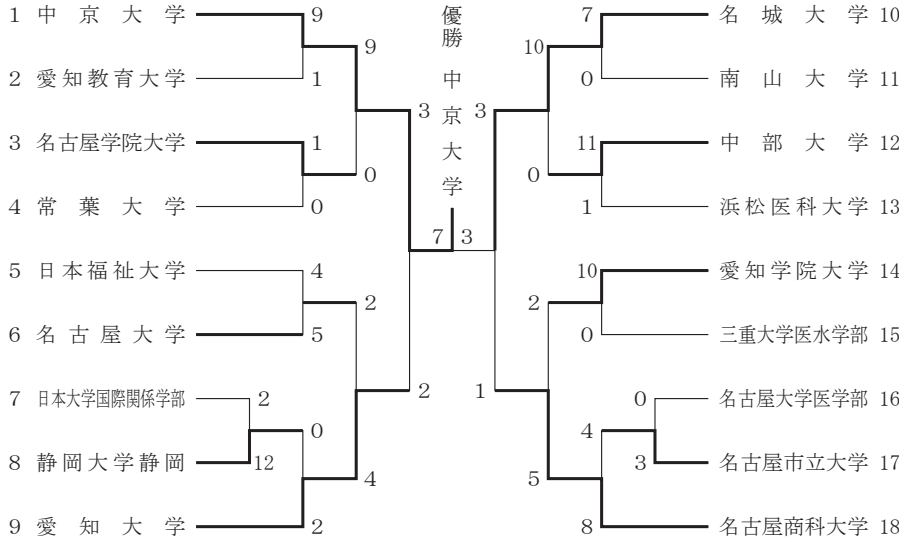 1 中京大学 9
2 愛知教育大学 1
9
3 名古屋学院大学 1
4 常葉大学 0
0
3
5 日本福祉大学 4
6 名古屋大学 5
2
7 日本大学国際関係学部 2
8 静岡大学静岡 12
0
9 愛知大学 2
4
2
優勝 中京大学
7 3
7 名城大学 10
0 南山大学 11
10
11 中部大学 12
1 浜松医科大学 13
0
3
10 愛知学院大学 14
0 三重大学医水学部 15
2
0 名古屋大学医学部 16
3 名古屋市立大学 17
4
8 名古屋商科大学 18
5
1